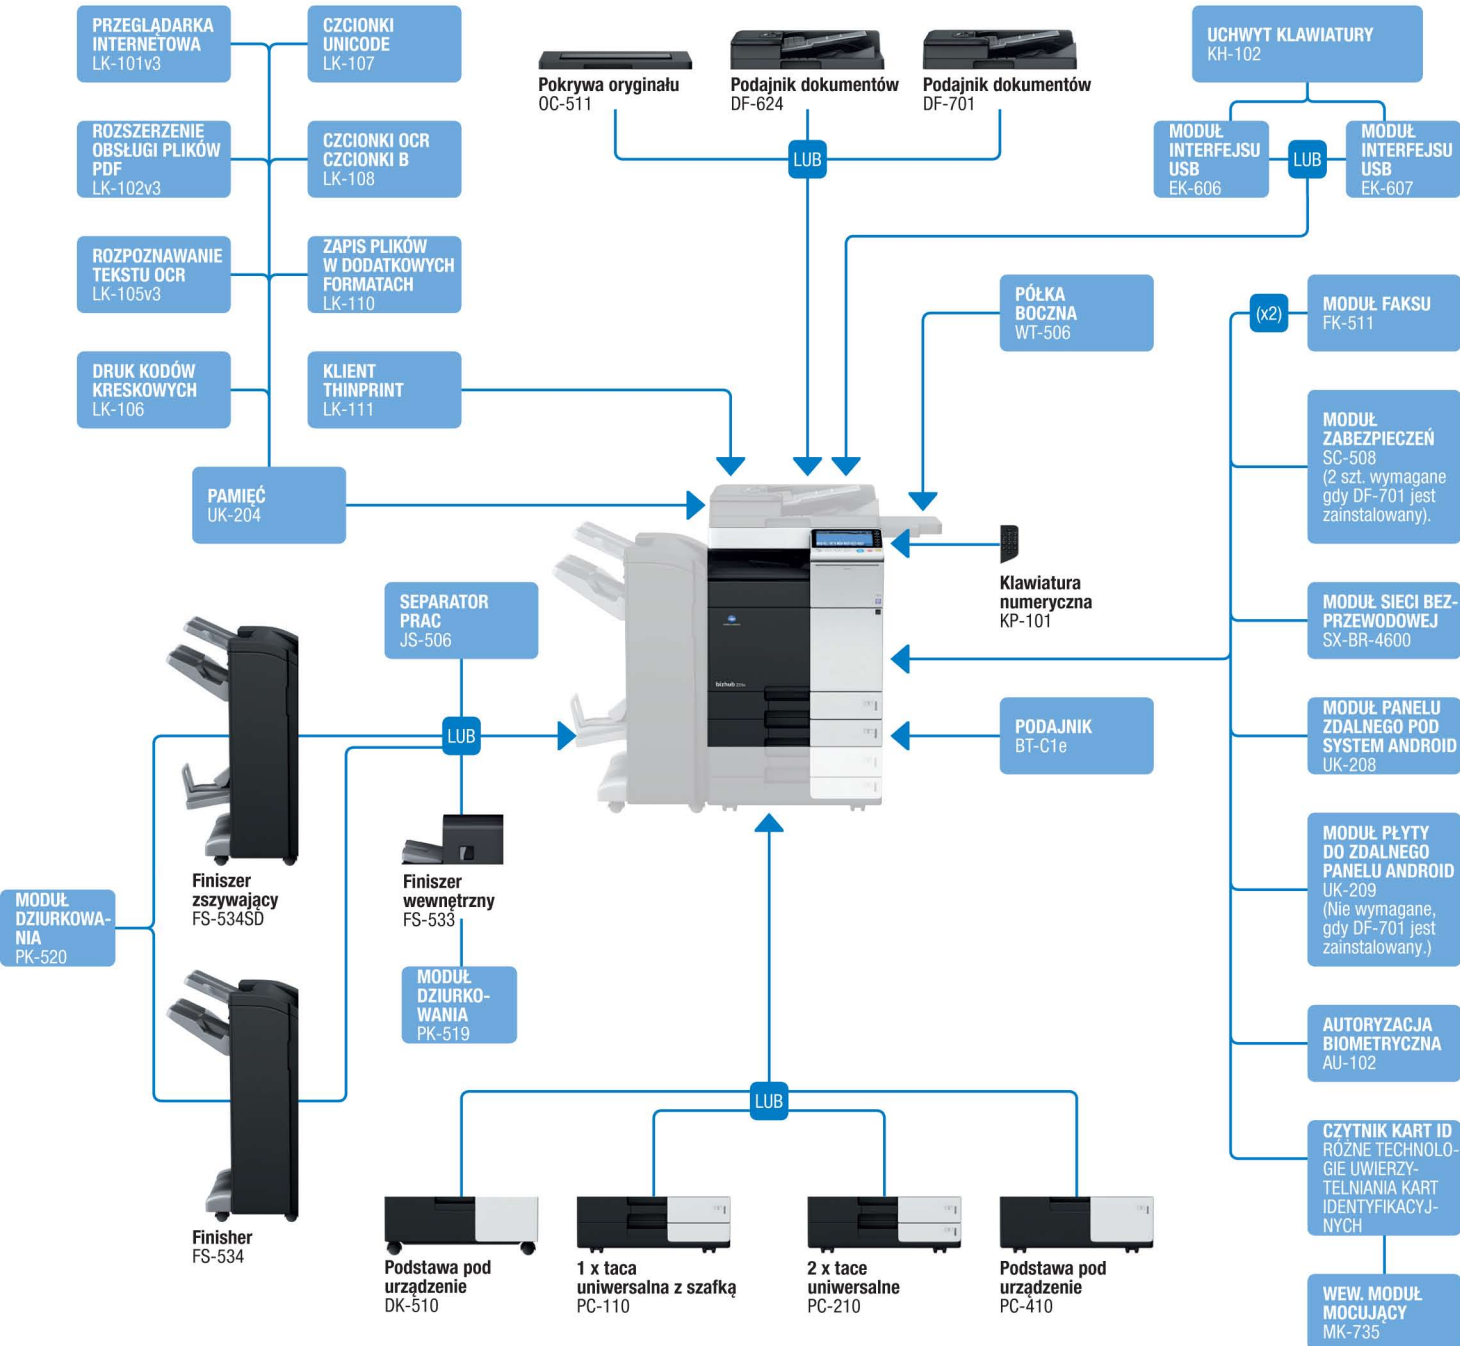 PRZEGLĄDARKA
INTERNETOWA
LK-101v3
CZCIONKI
UNICODE
LK-107
ROZSZERZENIE
OBSŁUGI PLIKÓW
PDF
LK-102v3
CZCIONKI OCR
CZCIONKI B
LK-108
ROZPOZNAWANIE
TEKSTU OCR
LK-105v3
ZAPIS PLIKÓW
W DODATKOWYCH
FORMATACH
LK-110
DRUK KODÓW
KRESKOWYCH
LK-106
KLIENT
THINPRINT
LK-111
PAMIĘĆ
UK-204
Pokrywa oryginału
OC-511
Podajnik dokumentów
DF-624
Podajnik dokumentów
DF-701
LUB
UCHWYT KLAWIATURY
KH-102
MODUŁ
INTERFEJSU
USB
EK-606
LUB
MODUŁ
INTERFEJSU
USB
EK-607
PÓŁKA
BOCZNA
WT-506
(x2)
MODUŁ FAKSU
FK-511
MODUŁ
ZABEZPIECZEŃ
SC-508
(2 szt. wymagane
gdy DF-701 jest
zainstalowany).
Klawiatura
numeryczna
KP-101
MODUŁ SIECI BEZ-
PRZEWODOWEJ
SX-BR-4600
SEPARATOR
PRAC
JS-506
bizhub
LUB
PODAJNIK
BT-C1e
MODUŁ PANELU
ZDALNEGO POD
SYSTEM ANDROID
UK-208
MODUŁ PŁYTY
DO ZDALNEGO
PANELU ANDROID
UK-209
(Nie wymagane,
gdy DF-701 jest
zainstalowany.)
Finiszer
zszywający
FS-534SD
Finiszer
wewnętrzny
FS-533
MODUŁ
DZIURKOWA-
NIA
PK-520
MODUŁ
DZIURKO-
WANIA
PK-519
AUTORYZACJA
BIOMETRYCZNA
AU-102
Finisher
FS-534
LUB
CZYTNIK KART ID
RÓŻNE TECHNOLO-
GIE UWIERZY-
TELNIANIA KART
IDENTYFIKACYJ-
NYCH
Podstawa pod
urządzenie
DK-510
1 x taca
uniwersalna z szafką
PC-110
2 x tace
uniwersalne
PC-210
Podstawa pod
urządzenie
PC-410
WEW. MODUŁ
MOCUJĄCY
MK-735